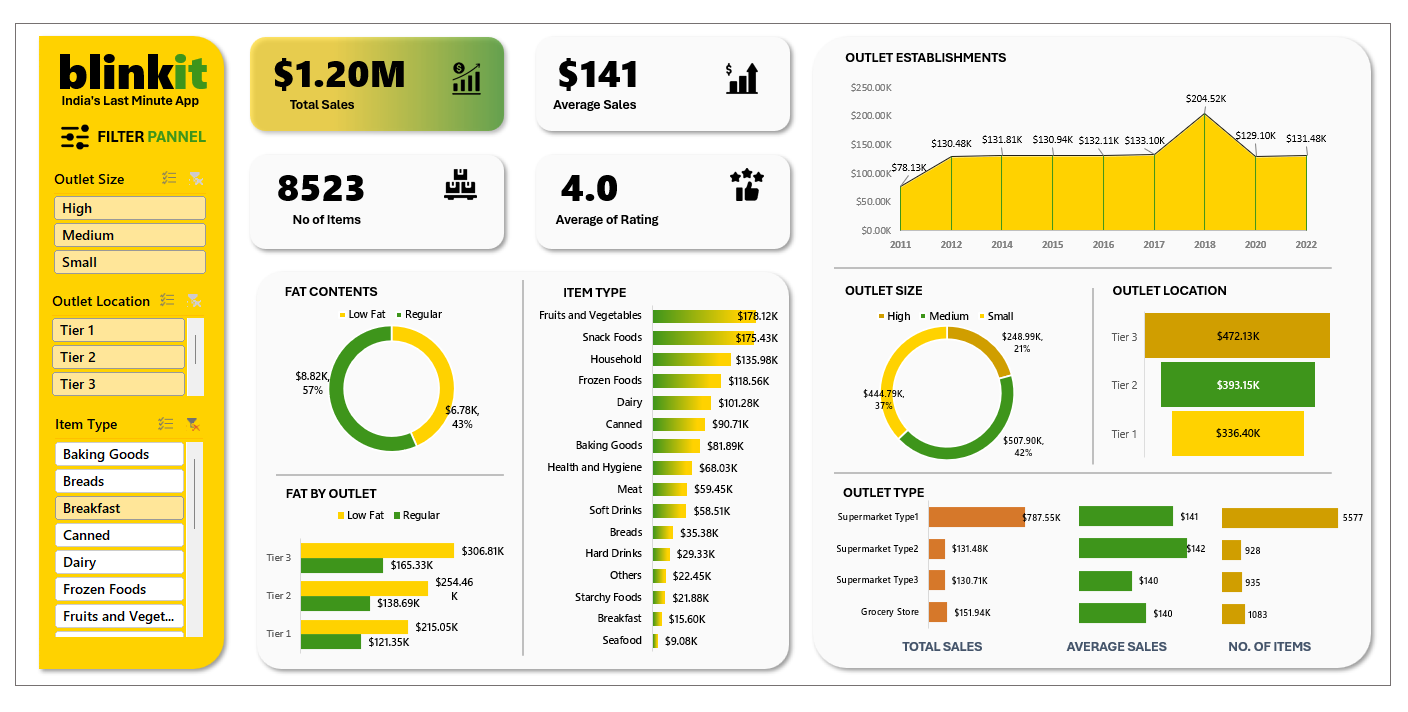 blinkit
India's Last Minute App
FILTER PANNEL
Outlet Size
High
Medium
Small
Outlet Location
Tier 1
Tier 2
Tier 3
Item Type
Baking Goods
Breads
Breakfast
Canned
Dairy
Frozen Foods
Fruits and Veget...
$1.20M
Total Sales
$141
Average Sales
8523
No of Items
4.0
Average of Rating
FAT CONTENTS
Low Fat Regular
$8.82K,
57%
$6.78K,
43%
FAT BY OUTLET
Low Fat Regular
Tier 3 $306.81K
$165.33K
Tier 2 $254.46
K
$138.69K
Tier 1 $215.05K
$121.35K
ITEM TYPE
Fruits and Vegetables $178.12K
Snack Foods $175.43K
Household $135.98K
Frozen Foods $118.56K
Dairy $101.28K
Canned $90.71K
Baking Goods $81.89K
Health and Hygiene $68.03K
Meat $59.45K
Soft Drinks $58.51K
Breads $35.38K
Hard Drinks $29.33K
Others $22.45K
Starchy Foods $21.88K
Breakfast $15.60K
Seafood $9.08K
OUTLET ESTABLISHMENTS
$250.00K
$200.00K
$150.00K
$100.00K
$50.00K
$0.00K
$78.13K $130.48K $131.81K $130.94K $132.11K $133.10K $204.52K $129.10K $131.48K
2011 2012 2014 2015 2016 2017 2018 2020 2022
OUTLET SIZE
High Medium Small
$248.99K,
21%
$444.79K,
37%
$507.90K,
42%
OUTLET LOCATION
Tier 3 $472.13K
Tier 2 $393.15K
Tier 1 $336.40K
OUTLET TYPE
Supermarket Type1 $787.55K $141 5577
Supermarket Type2 $131.48K $142 928
Supermarket Type3 $130.71K $140 935
Grocery Store $151.94K $140 1083
TOTAL SALES AVERAGE SALES NO. OF ITEMS